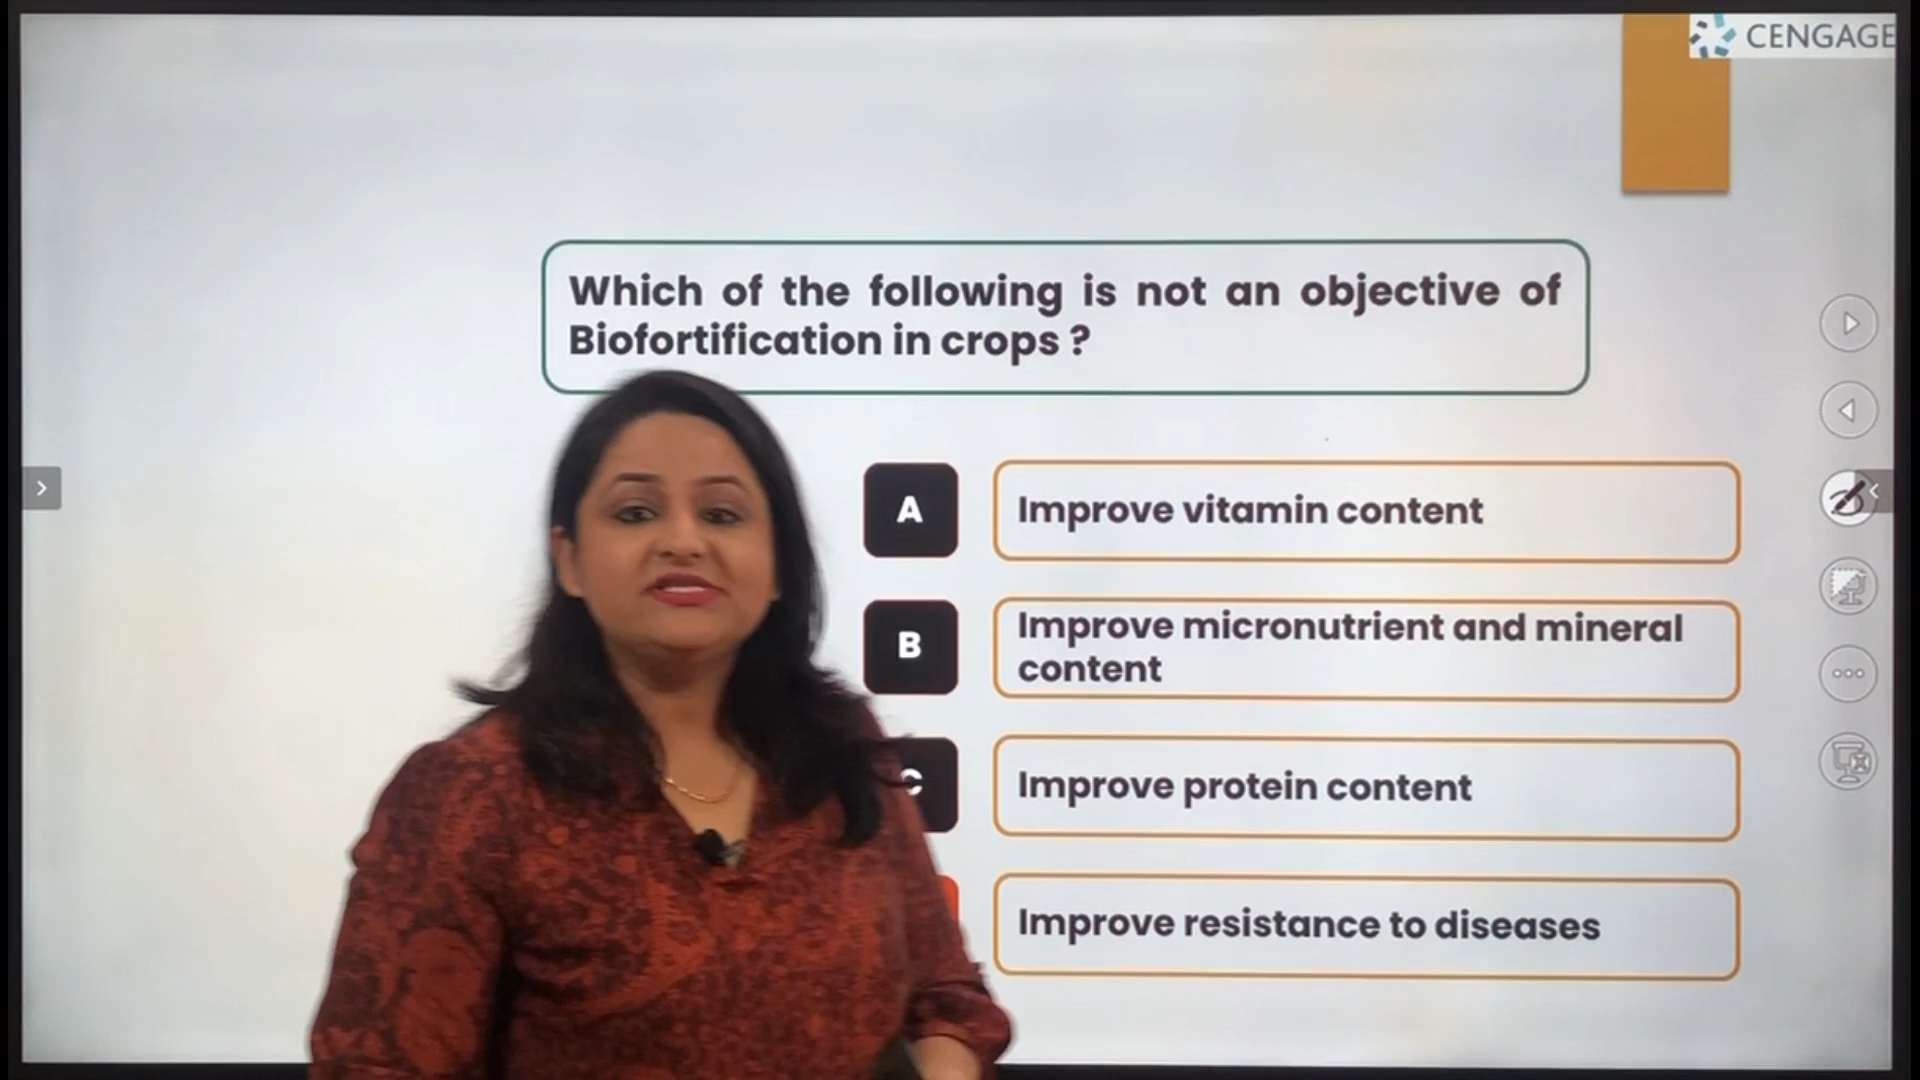 CENGAGE
Which of the following is not an objective of
Biofortification in crops ?
A
Improve vitamin content
B
Improve micronutrient and mineral
content
C
Improve protein content
Improve resistance to diseases